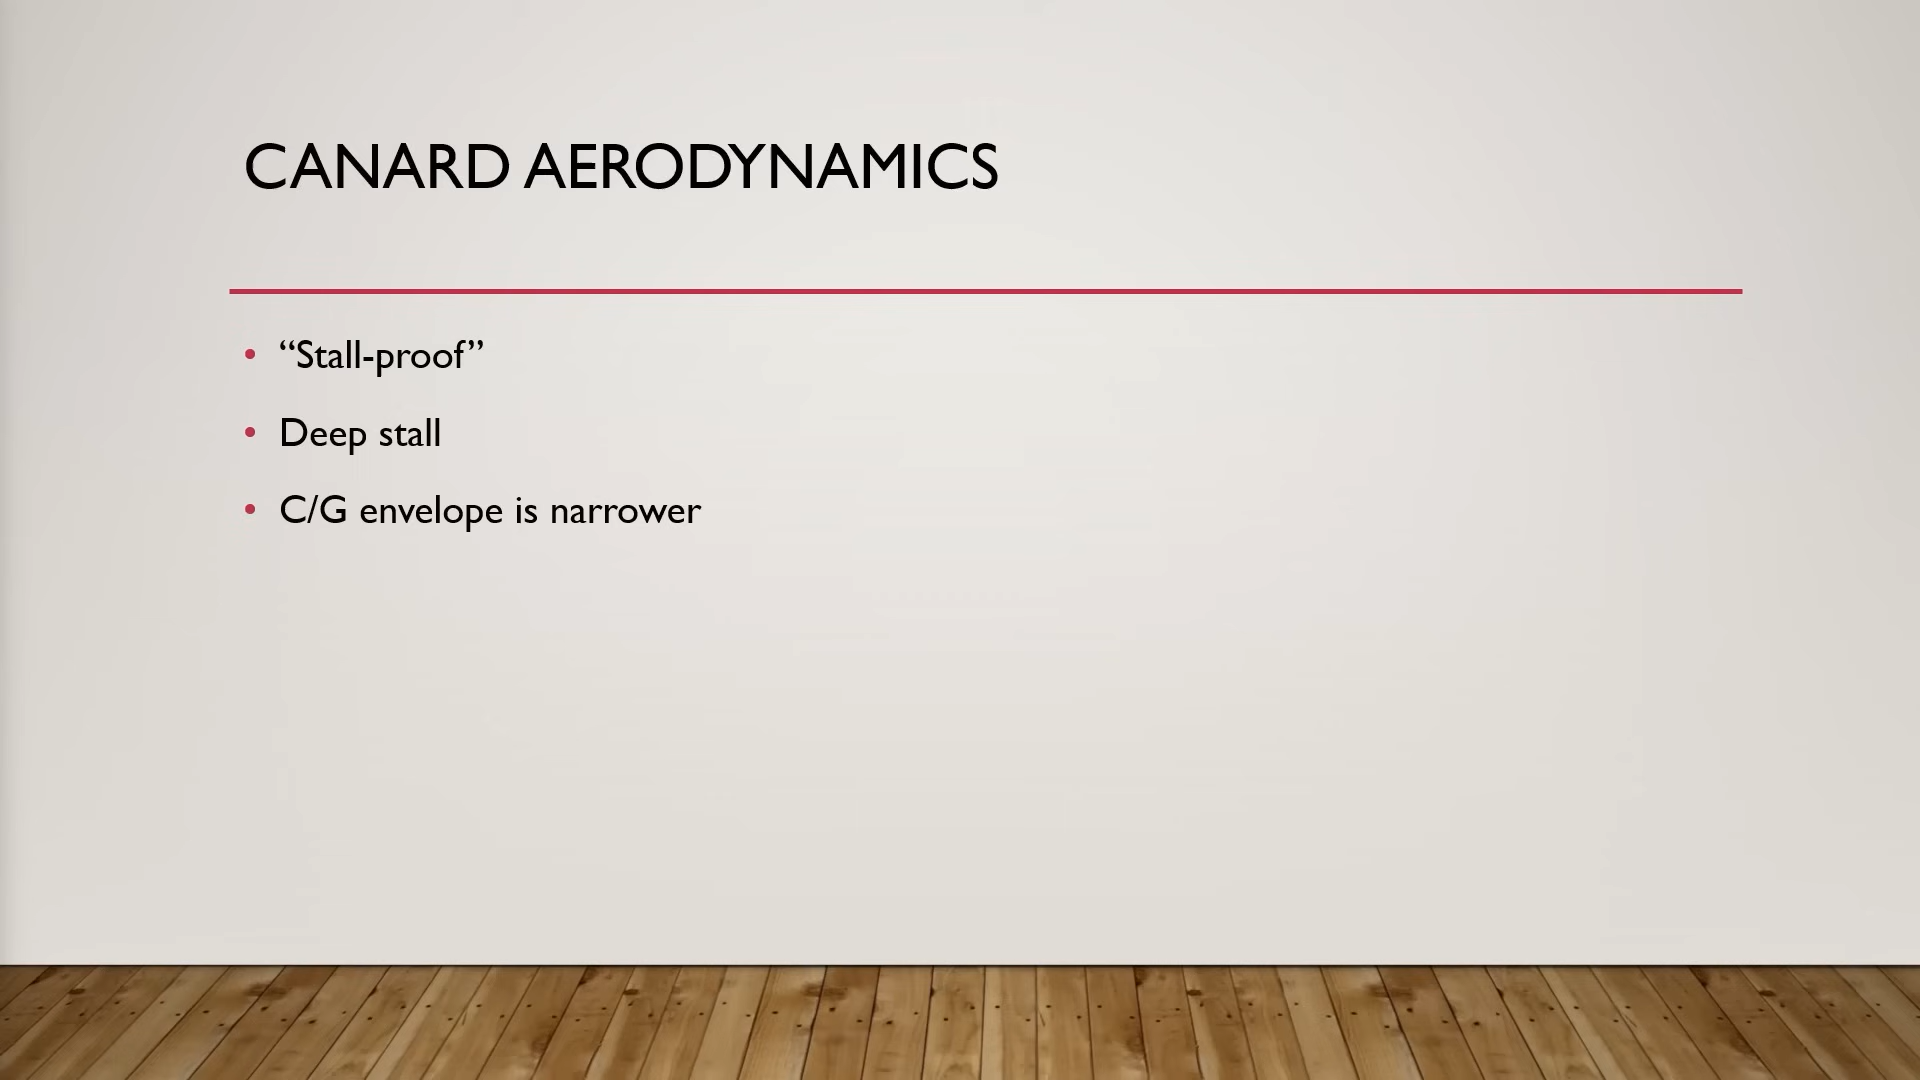 CANARD AERODYNAMICS
• “Stall-proof”
• Deep stall
• C/G envelope is narrower